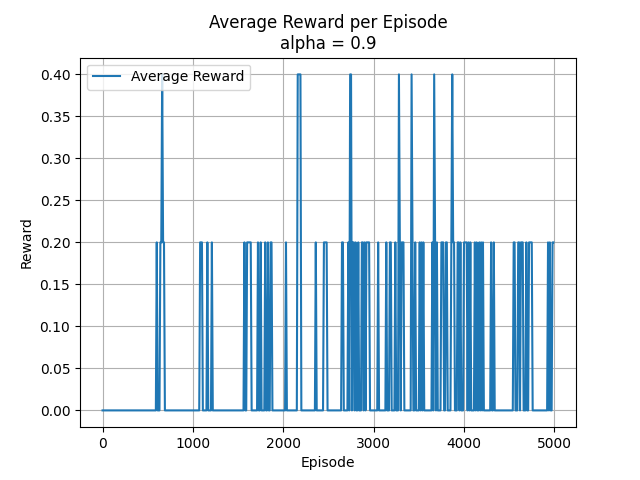 Average Reward per Episode
alpha = 0.9
Average Reward
0.40
0.35
0.30
0.25
0.20
0.15
0.10
0.05
0.00
Reward
0 1000 2000 3000 4000 5000
Episode